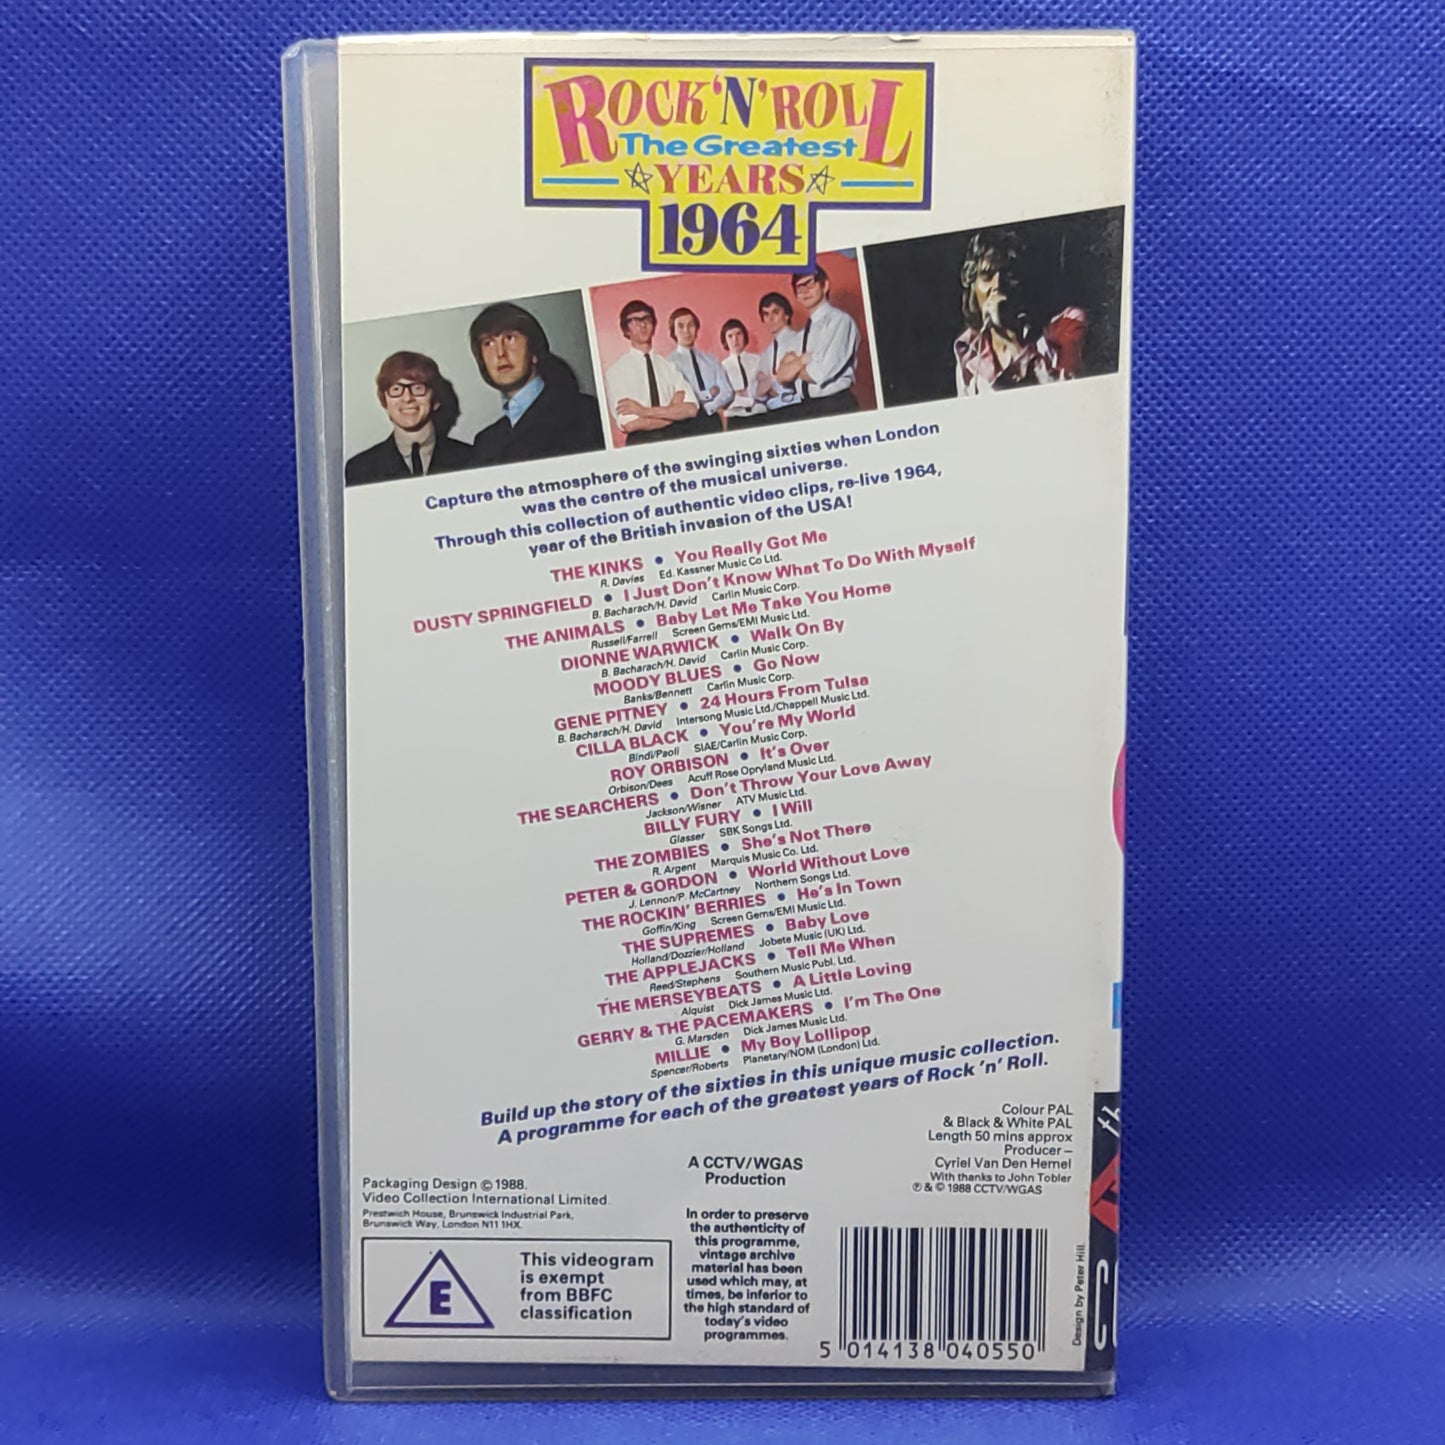 ROCK 'N' ROLL
The Greatest
YEARS
1964
Capture the atmosphere of the swinging sixties when London
was the centre of the musical universe.
Through this collection of authentic video clips, re-live 1964,
year of the British invasion of the USA!
THE KINKS • You Really Got Me
R. Davies Ed. Kassner Music Co Ltd.
DUSTY SPRINGFIELD • I Just Don't Know What To Do With Myself
B. Bacharach/H. David Carlin Music Corp.
THE ANIMALS • Baby Let Me Take You Home
Russell/Farrell Screen Gems/EMI Music Ltd.
DIONNE WARWICK • Walk On By
B. Bacharach/H. David Carlin Music Corp.
MOODY BLUES • Go Now
Banks/Bennett Carlin Music Corp.
GENE PITNEY • 24 Hours From Tulsa
B. Bacharach/H. David Intersong Music Ltd./Chappell Music Ltd.
CILLA BLACK • You're My World
Bindi/Paoli SIAE/Carlin Music Corp.
ROY ORBISON • It's Over
Orbison/Dees Acuff Rose Opryland Music Ltd.
THE SEARCHERS • Don't Throw Your Love Away
Jackson/Wisner ATV Music Ltd.
BILLY FURY • I Will
Glasser SBK Songs Ltd.
THE ZOMBIES • She's Not There
R. Argent Marquis Music Co. Ltd.
PETER & GORDON • World Without Love
J. Lennon/P. McCartney Northern Songs Ltd.
THE ROCKIN' BERRIES • He's In Town
Goffin/King Screen Gems/EMI Music Ltd.
THE SUPREMES • Baby Love
Holland/Dozzier/Holland Jobete Music (UK) Ltd.
THE APPLEJACKS • Tell Me When
Reed/Stephens Southern Music Publ. Ltd.
THE MERSEYBEATS • A Little Loving
Alquist Dick James Music Ltd.
GERRY & THE PACEMAKERS • I'm The One
G. Marsden Dick James Music Ltd.
MILLIE • My Boy Lollipop
Spencer/Roberts Planetary/NOM (London) Ltd.
Build up the story of the sixties in this unique music collection.
A programme for each of the greatest years of Rock 'n' Roll.
Colour PAL
& Black & White PAL
Length 50 mins approx
Producer –
Cyriel Van Den Hemel
With thanks to John Tobler
℗ & © 1988 CCTV/WGAS
A CCTV/WGAS
Production
Packaging Design © 1988.
Video Collection International Limited.
Prestwich House, Brunswick Industrial Park,
Brunswick Way, London N11 1HX.
E
This videogram
is exempt
from BBFC
classification
In order to preserve
the authenticity of
this programme,
vintage archive
material has been
used which may, at
times, be inferior to
the high standard of
today's video
programmes.
5 014138 040550
Design by Peter Hill.